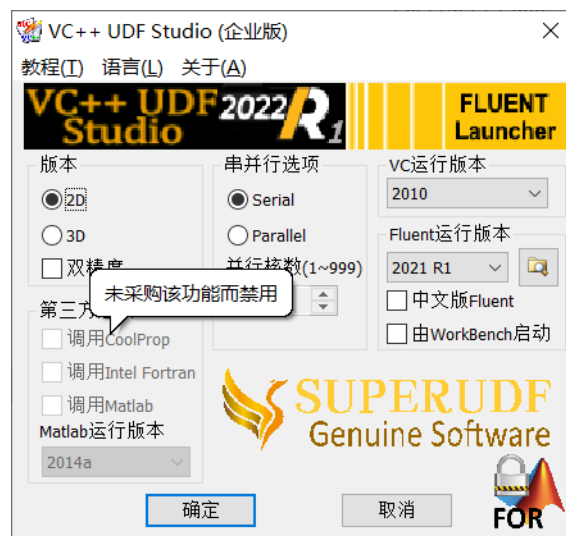 VC++ UDF Studio (企业版)
教程(T) 语言(L) 关于(A)
VC++ UDF Studio
2022 R1
FLUENT
Launcher
版本
2D
3D
双精度
第三方
调用CoolProp
调用Intel Fortran
调用Matlab
Matlab运行版本
2014a
未采购该功能而禁用
串并行选项
Serial
Parallel
并行核数(1~999)
VC运行版本
2010
Fluent运行版本
2021 R1
中文版Fluent
由WorkBench启动
SUPERUDF
Genuine Software
确定
取消
FOR